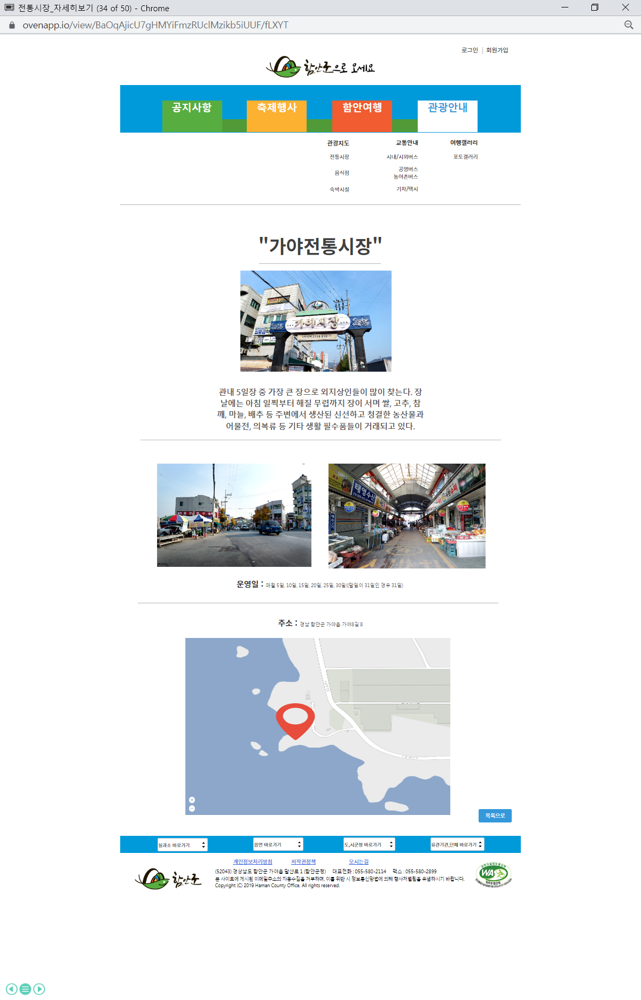 전통시장_자세히보기 (34 of 50) - Chrome
ovenapp.io/view/BaOqAjicU7gHMYiFmzRUclMzikb5iUUF/fLXYT
로그인 | 회원가입
함안군으로 오세요
공지사항 축제행사 함안여행 관광안내
관광지도 교통안내 여행갤러리
전통시장 시내/시외버스 포토갤러리
음식점 공영버스
농어촌버스
숙박시설 기차/택시
"가야전통시장"
가야시장
관내 5일장 중 가장 큰 장으로 외지상인들이 많이 찾는다. 장
날에는 아침 일찍부터 해질 무렵까지 장이 서며 쌀, 고추, 참
깨, 마늘, 배추 등 주변에서 생산된 신선하고 청결한 농산물과
어물전, 의복류 등 기타 생활 필수품들이 거래되고 있다.
태영수산
운영일 : 매월 5일, 10일, 15일, 20일, 25일, 30일((말일이 31일인 경우 31일)
주소 : 경남 함안군 가야읍 가야8길 8
목록으로
실과소 바로가기 읍면 바로가기 도,시군청 바로가기 유관기관,단체 바로가기
개인정보처리방침 저작권정책 오시는길
함안군
(52043) 경상남도 함안군 가야읍 말산로 1 (함안군청) 대표전화 : 055-580-2114 팩스 : 055-580-2899
본 사이트에 게시된 이메일주소의 자동수집을 거부하며, 이를 위반 시 정보통신망법에 의해 형사처벌됨을 유념하시기 바랍니다.
Copyright (C) 2019 Haman County Office. All rights reserved.
과학기술정보통신부
WA
WEB 접근성